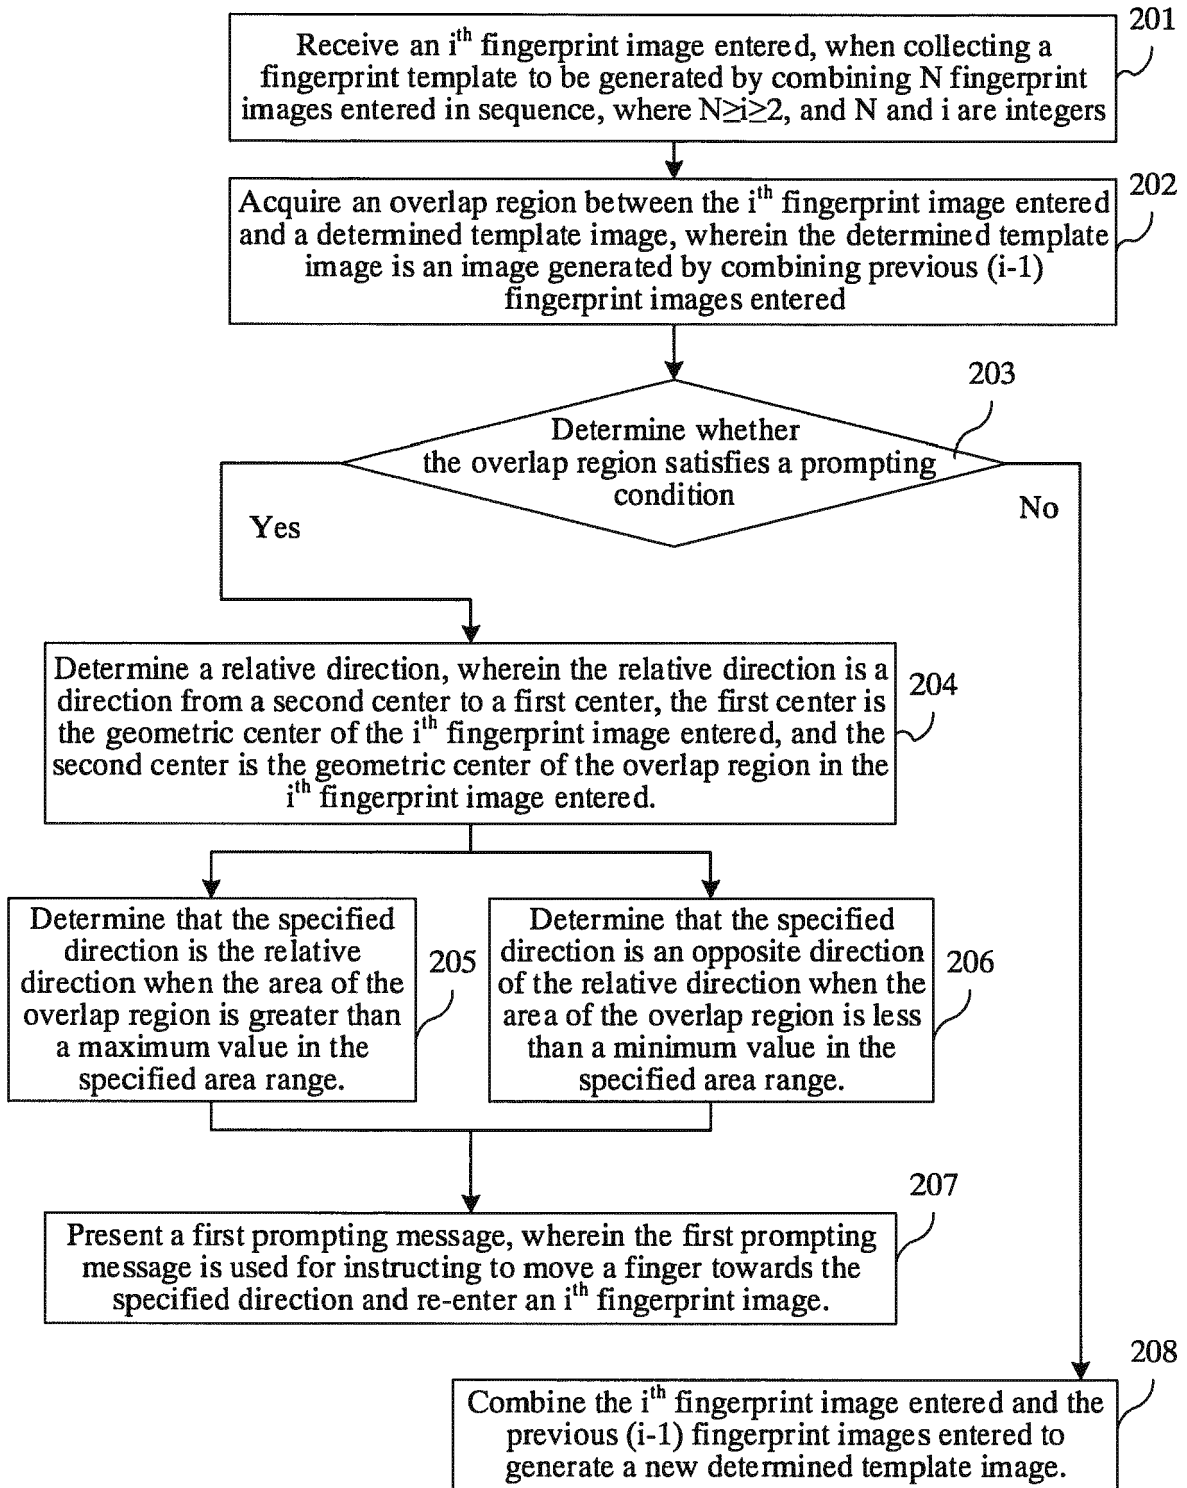 201
Receive an i^th fingerprint image entered, when collecting a
fingerprint template to be generated by combining N fingerprint
images entered in sequence, where N≥i≥2, and N and i are integers
202
Acquire an overlap region between the i^th fingerprint image entered
and a determined template image, wherein the determined template
image is an image generated by combining previous (i-1)
fingerprint images entered
203
Determine whether
the overlap region satisfies a prompting
condition
Yes
No
204
Determine a relative direction, wherein the relative direction is a
direction from a second center to a first center, the first center is
the geometric center of the i^th fingerprint image entered, and the
second center is the geometric center of the overlap region in the
i^th fingerprint image entered.
205
Determine that the specified
direction is the relative
direction when the area of the
overlap region is greater than
a maximum value in the
specified area range.
206
Determine that the specified
direction is an opposite direction
of the relative direction when the
area of the overlap region is less
than a minimum value in the
specified area range.
207
Present a first prompting message, wherein the first prompting
message is used for instructing to move a finger towards the
specified direction and re-enter an i^th fingerprint image.
208
Combine the i^th fingerprint image entered and the
previous (i-1) fingerprint images entered to
generate a new determined template image.